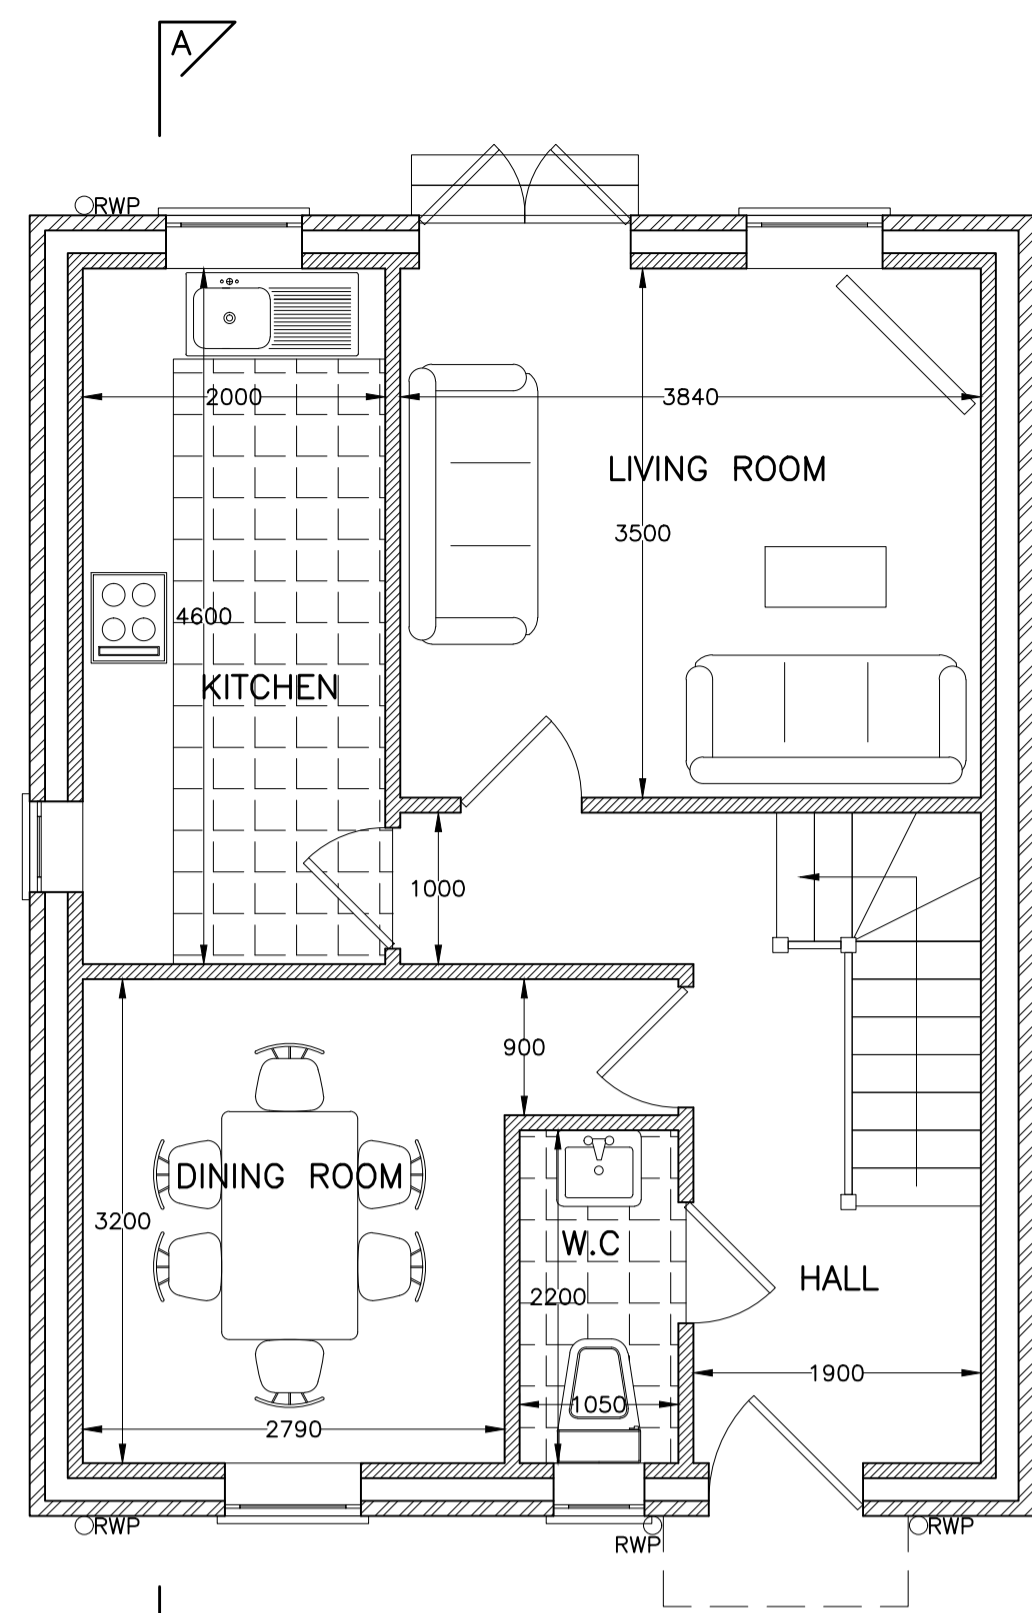 A
RWP
2000
3840
LIVING ROOM
3500
4600
KITCHEN
1000
900
DINING ROOM
3200
W.C
HALL
2200
1900
1050
2790
RWP
RWP
RWP